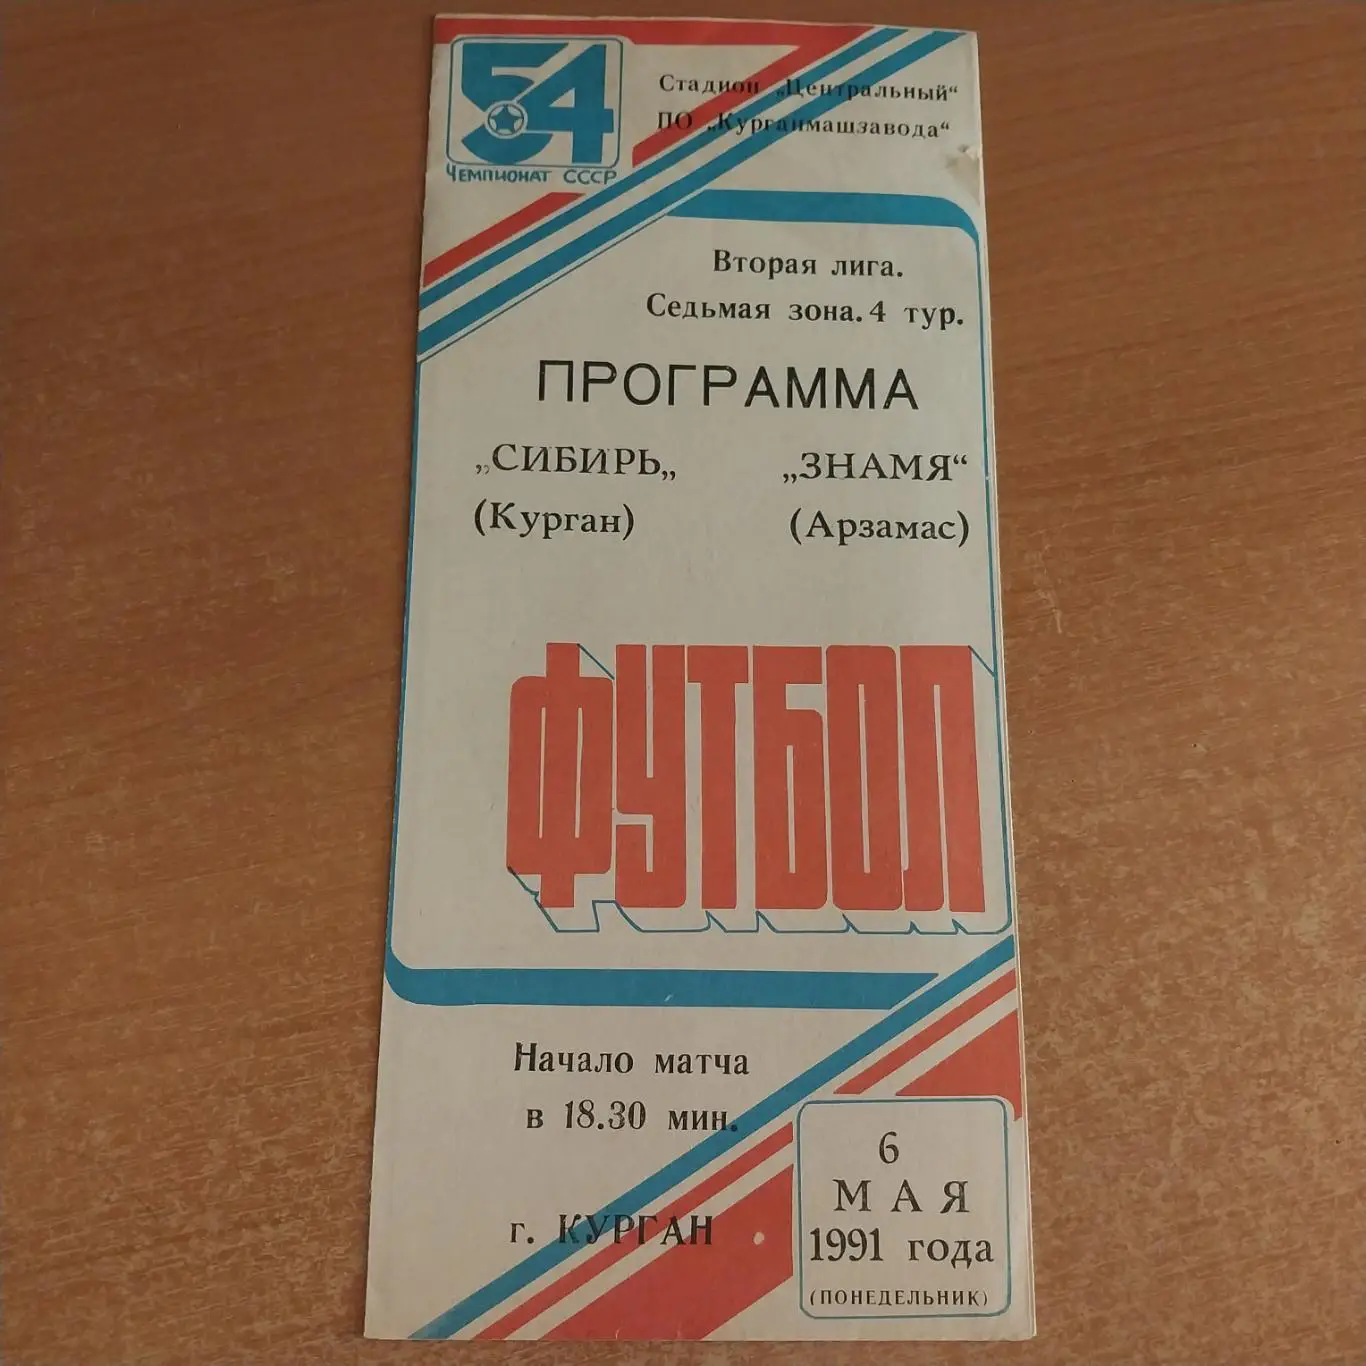 54
Чемпионат СССР
Стадион „Центральный“
ПО „Курганмашзавода“
Вторая лига.
Седьмая зона. 4 тур.
ПРОГРАММА
„СИБИРЬ„ „ЗНАМЯ“
(Курган) (Арзамас)
ФУТБОЛ
Начало матча
в 18.30 мин.
г. КУРГАН
6
МАЯ
1991 года
(ПОНЕДЕЛЬНИК)